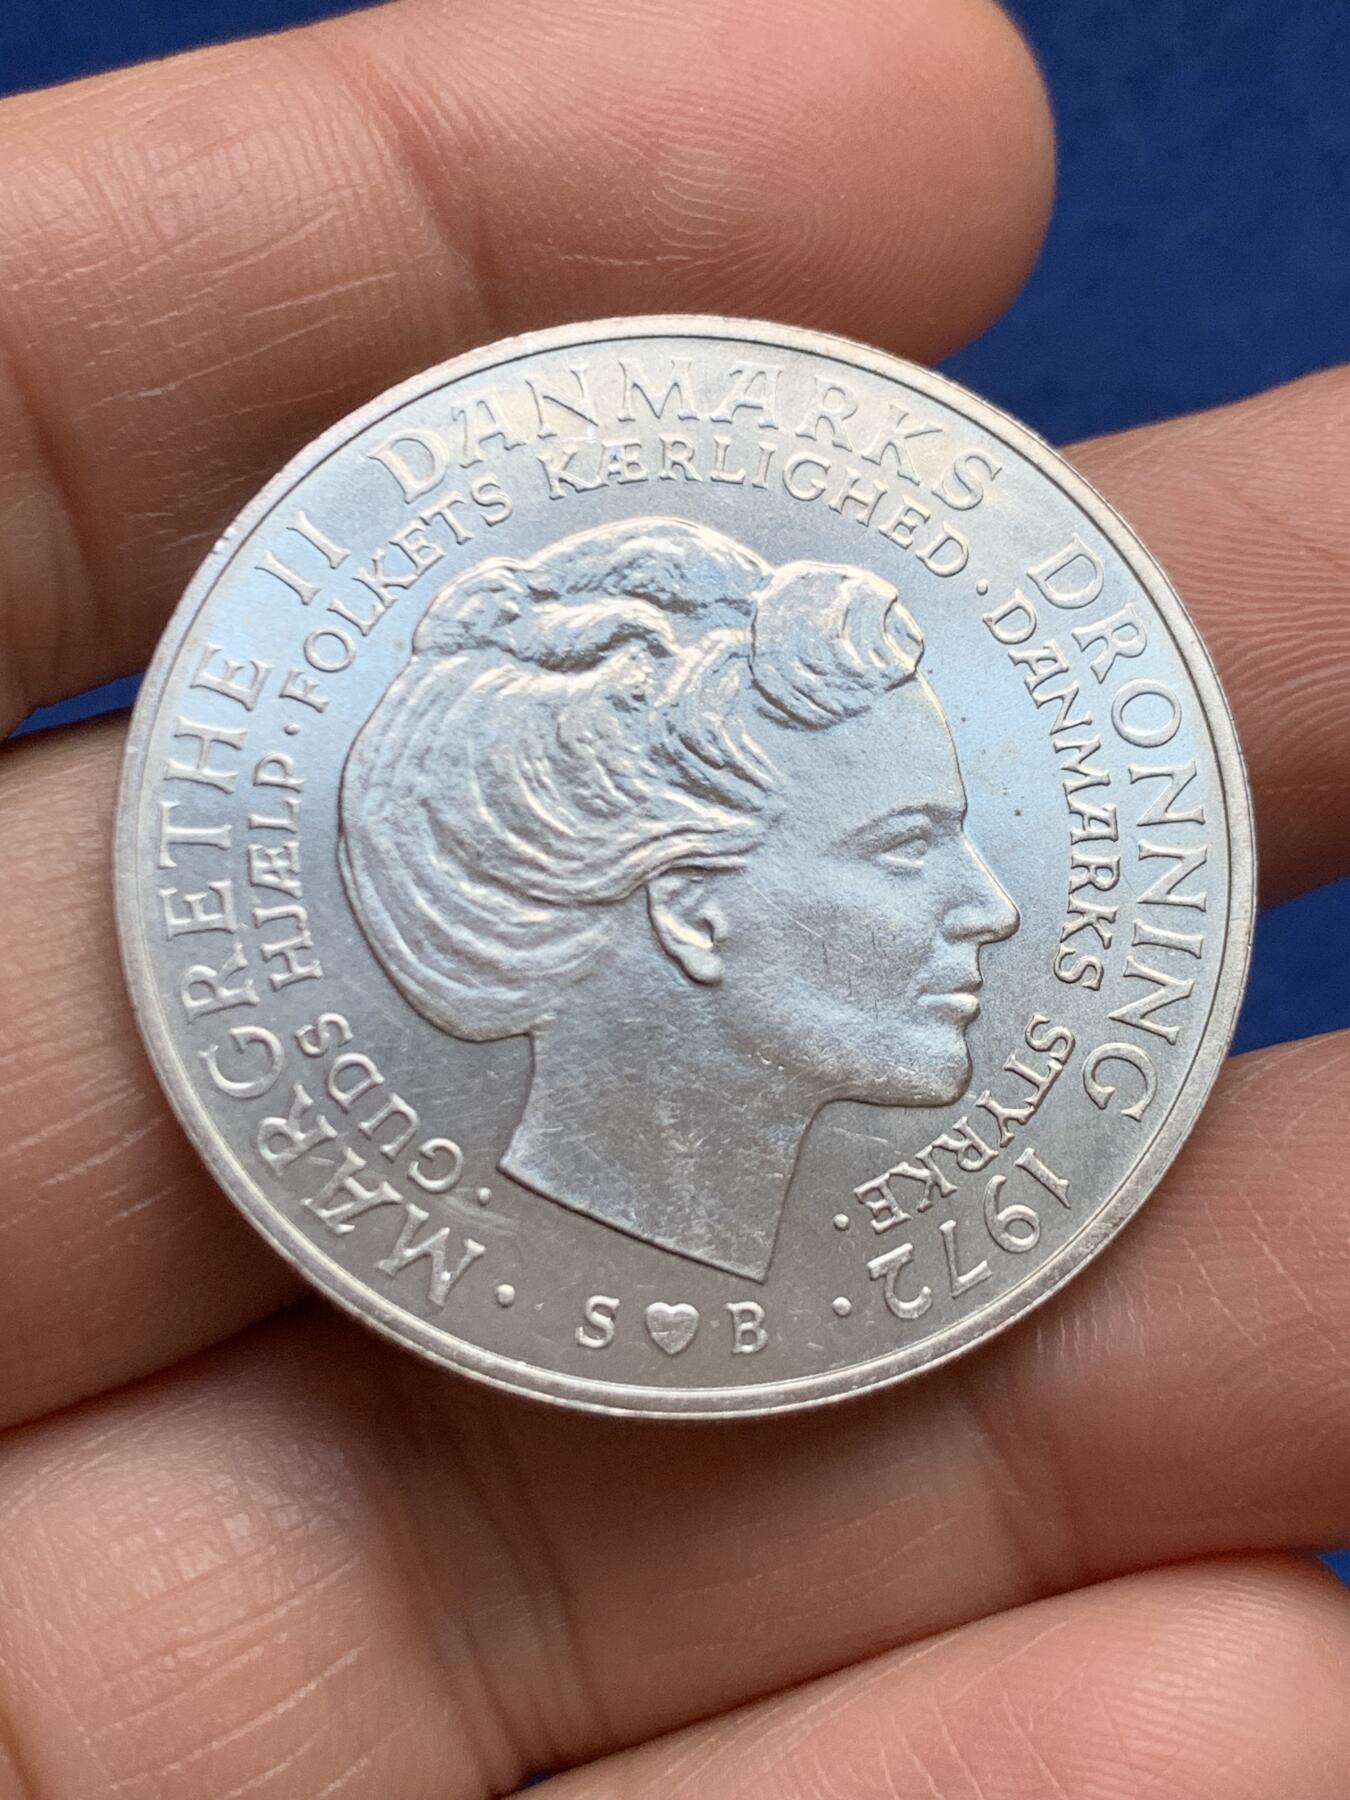 MARGRETHE II DANMARKS DRONNING 1972
· GUDS HJÆLP · FOLKETS KÆRLIGHED · DANMARKS STYRKE ·
· S ♥ B ·